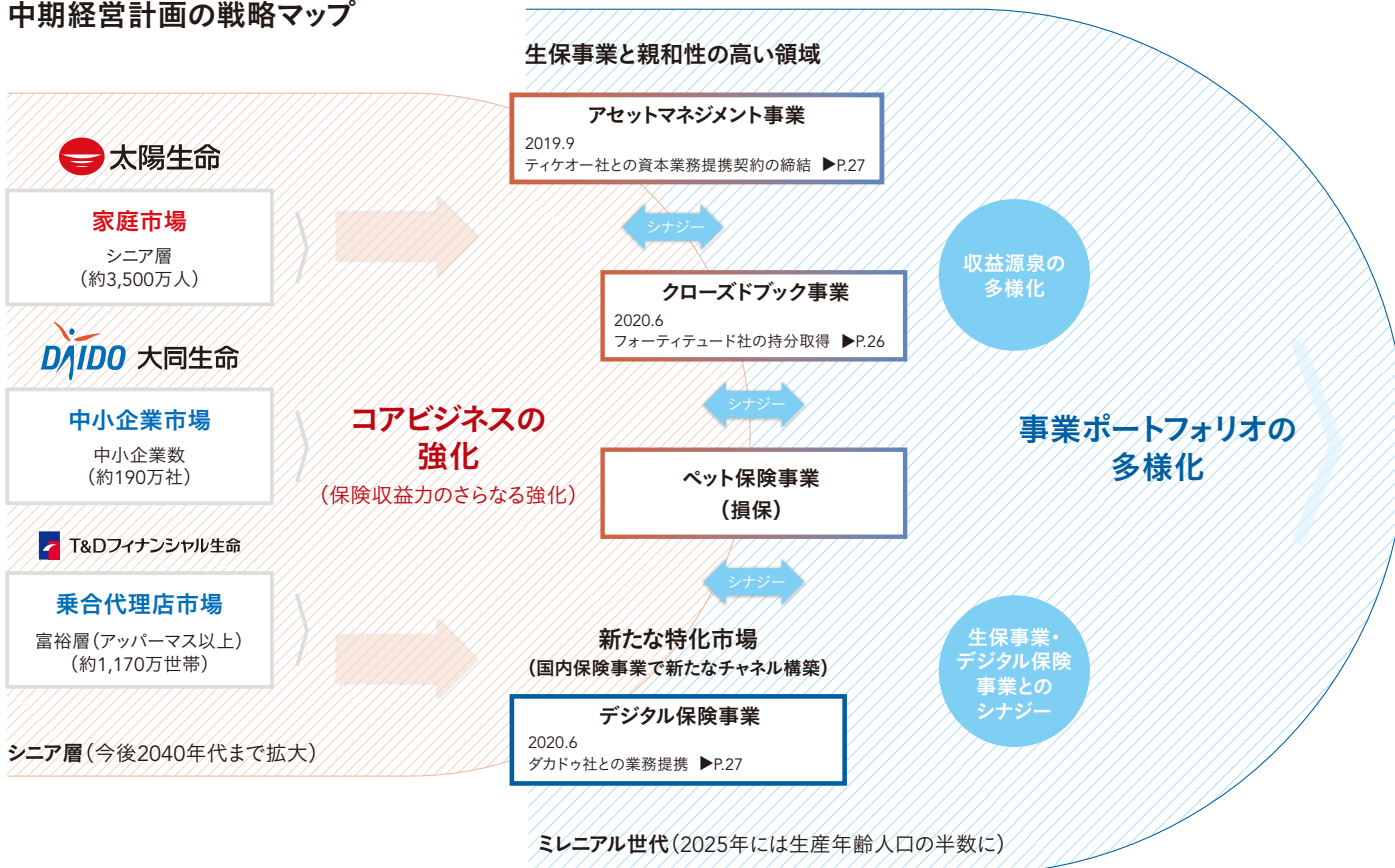 中期経営計画の戦略マップ
太陽生命
家庭市場
シニア層
（約3,500万人）
DAIDO 大同生命
中小企業市場
中小企業数
（約190万社）
T&Dフィナンシャル生命
乗合代理店市場
富裕層（アッパーマス以上）
（約1,170万世帯）
シニア層（今後2040年代まで拡大）
コアビジネスの
強化
（保険収益力のさらなる強化）
生保事業と親和性の高い領域
アセットマネジメント事業
2019.9
ティケオー社との資本業務提携契約の締結 ▶P.27
シナジー
クローズドブック事業
2020.6
フォーティテュード社の持分取得 ▶P.26
シナジー
ペット保険事業
（損保）
シナジー
新たな特化市場
（国内保険事業で新たなチャネル構築）
デジタル保険事業
2020.6
ダカドゥ社との業務提携 ▶P.27
収益源泉の
多様化
事業ポートフォリオの
多様化
生保事業・
デジタル保険
事業との
シナジー
ミレニアル世代（2025年には生産年齢人口の半数に）